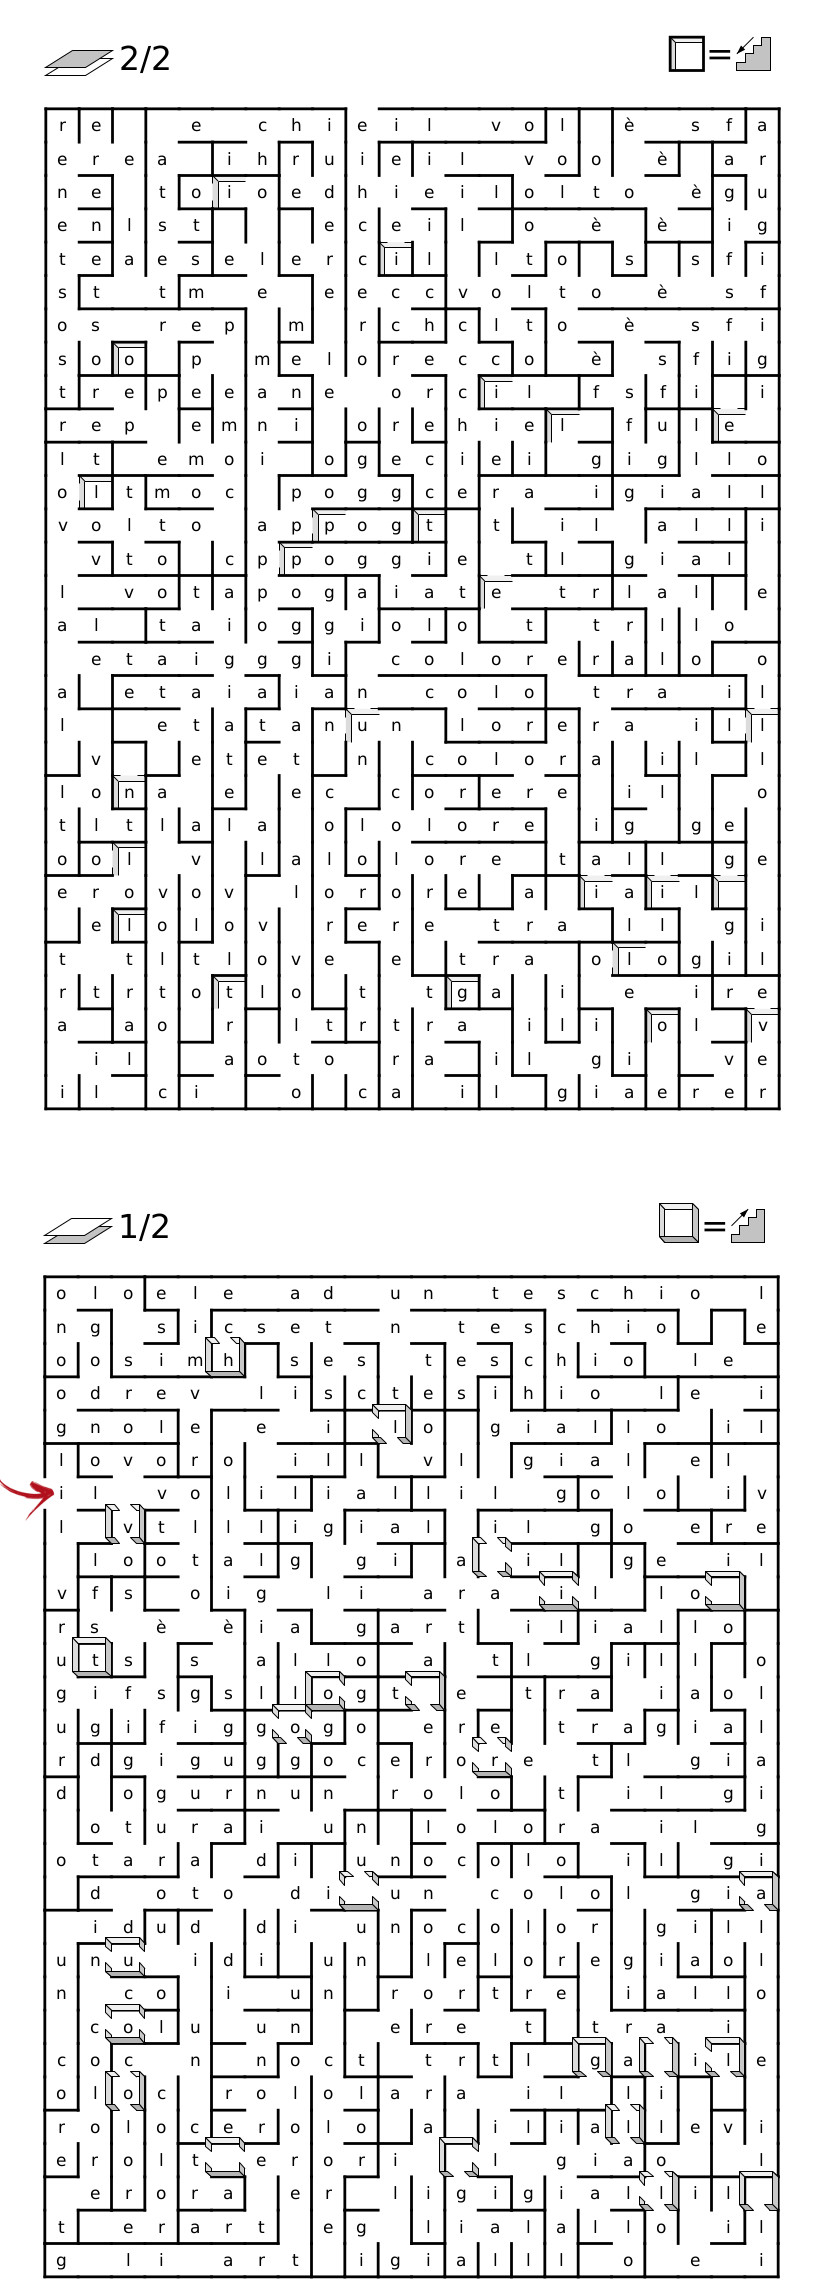 2/2 =
r e e c h i e i l v o l è s f a
e r e a i h r u i e i l v o o è a r
n e t o i o e d h i e i l o l t o è g u
e n l s t e c e i l o è è i g
t e a e s e l e r c i l l t o s s f i
s t t m e e e c c v o l t o è s f
o s r e p m r c h c l t o è s f i
s o o p m e l o r e c c o è s f i g
t r e p e e a n e o r c i l f s f i i
r e p e m n i o r e h i e l f u l e
l t e m o i o g e c i e i g i g l l o
o l t m o c p o g g c e r a i g i a l l
v o l t o a p p o g t t i l a l l i
v t o c p p o g g i e t l g i a l
l v o t a p o g a i a t e t r l a l e
a l t a i o g g i o l o t t r l l o
e t a i g g g i c o l o r e r a l o o
a e t a i a i a n c o l o t r a i l
l e t a t a n u n l o r e r a i l l
v e t e t n c o l o r a i l l
l o n a e e c c o r e r e i l o
t l t l a l a o l o l o r e i g g e
o o l v l a l o l o r e t a l l g e
e r o v o v l o r o r e a i a i l
e l o l o v r e r e t r a l l g i
t t l t l o v e e t r a o l o g i l
r t r t o t l o t t g a i e i r e
a a o r l t r t r a i l i o l v
i l a o t o r a i l g i v e
i l c i o c a i l g i a e r e r
1/2 =
o l o e l e a d u n t e s c h i o l
n g s i c s e t n t e s c h i o e
o o s i m h s e s t e s c h i o l e
o d r e v l i s c t e s i h i o l e i
g n o l e e i l o g i a l l o i l
l o v o r o i l l v l g i a l e l
i l v o l i l i a l l i l g o l o i v
l v t l l l i g i a l i l g o e r e
l o o t a l g g i a i l g e i l
v f s o i g l i a r a i l l o
r s è è i a g a r t i l i a l l o
u t s s a l l o a t l g i l l o
g i f s g s l l o g t e t r a i a o l
u g i f i g g o g o e r e t r a g i a l
r d g i g u g g o c e r o r e t l g i a
d o g u r n u n r o l o t i l g i
o t u r a i u n l o l o r a i l g
o t a r a d i u n o c o l o i l g i
d o t o d i u n c o l o l g i a
i d u d d i u n o c o l o r g i l l
u n u i d i u n l e l o r e g i a o l
n c o i u n r o r t r e i a l l o
c o l u u n e r e t t r a i
c o c n n o c t t r t l g a i l e
o l o c r o l o l a r a i l l i
r o l o c e r o l o a i l i a l l e v i
e r o l t e r o r i l g i a o l
e r o r a e r l i g i g i a l l i l
t e r a r t e g l i a l a l l o i l
g l i a r t i g i a l l l o e i